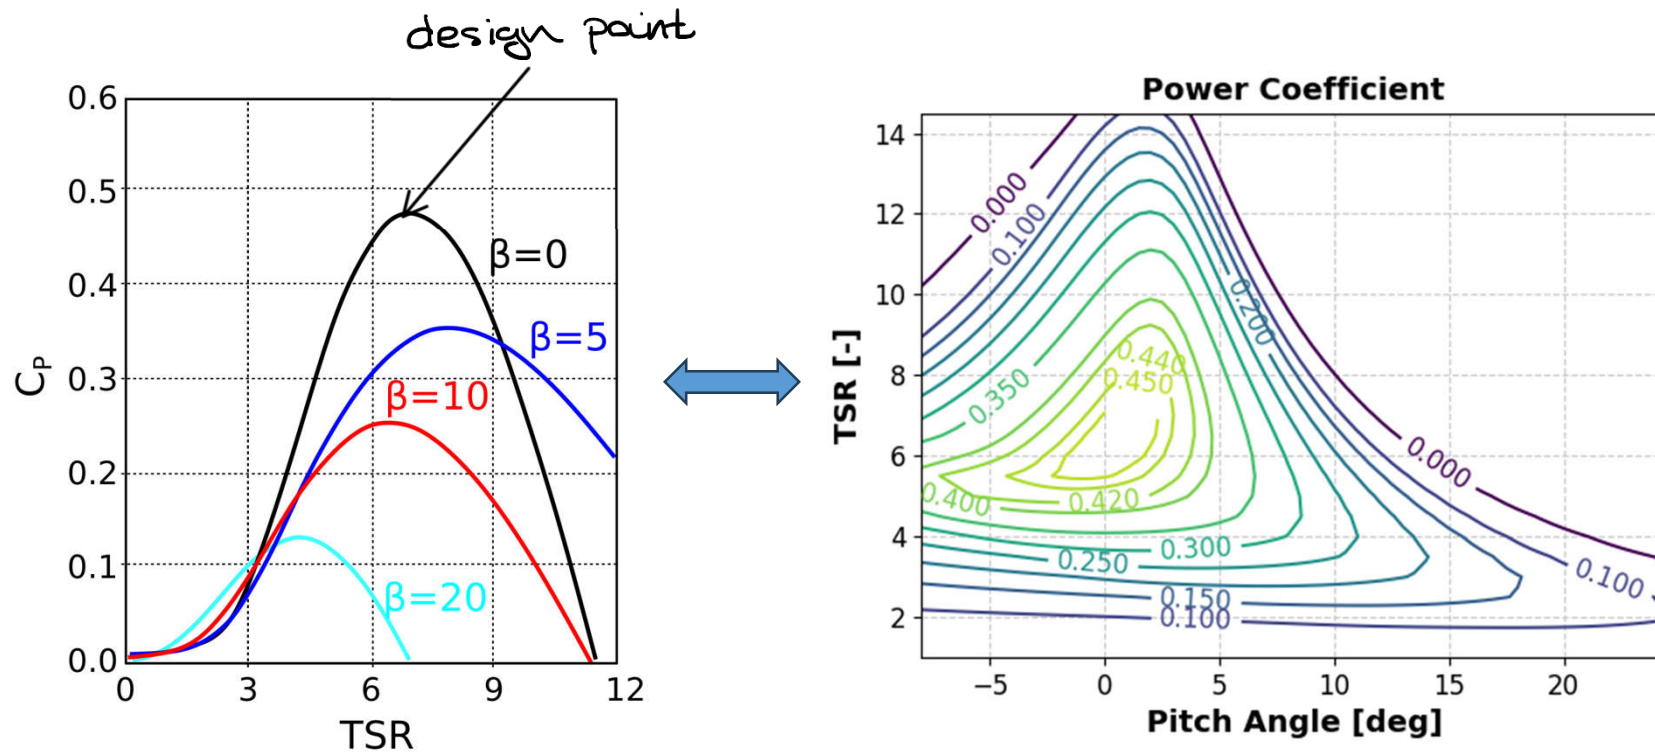 design point
0.6
0.5
0.4
0.3
0.2
0.1
0.0
CP
0 3 6 9 12
TSR
β=0
β=5
β=10
β=20
Power Coefficient
14
12
10
8
6
4
2
TSR [-]
−5 0 5 10 15 20
Pitch Angle [deg]
0.000
0.100
0.200
0.440
0.450
0.350
0.000
0.400
0.420
0.300
0.250
0.100
0.150
0.100